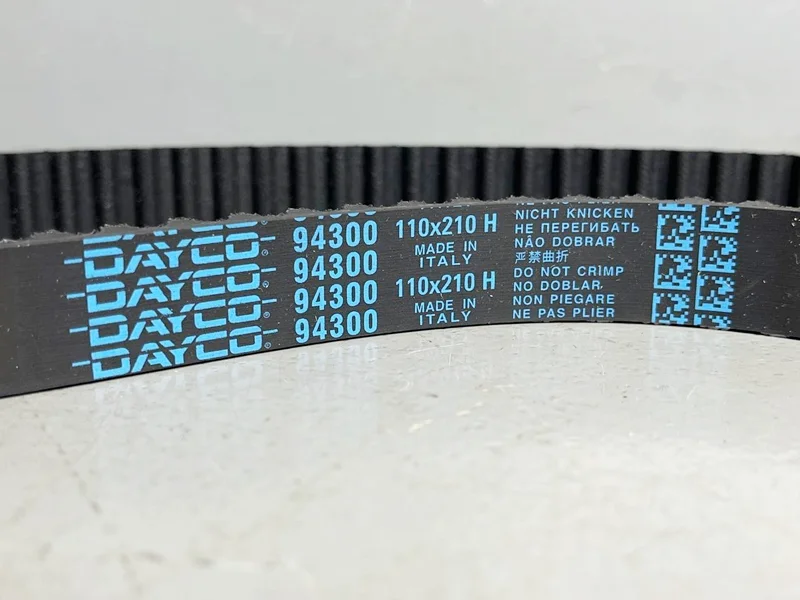 DAYCO
DAYCO
DAYCO
DAYCO
94300
94300
94300
94300
110x210 H
MADE IN
ITALY
110x210 H
MADE IN
ITALY
NICHT KNICKEN
НЕ ПЕРЕГИБАТЬ
NÃO DOBRAR
严禁曲折
DO NOT CRIMP
NO DOBLAR
NON PIEGARE
NE PAS PLIER